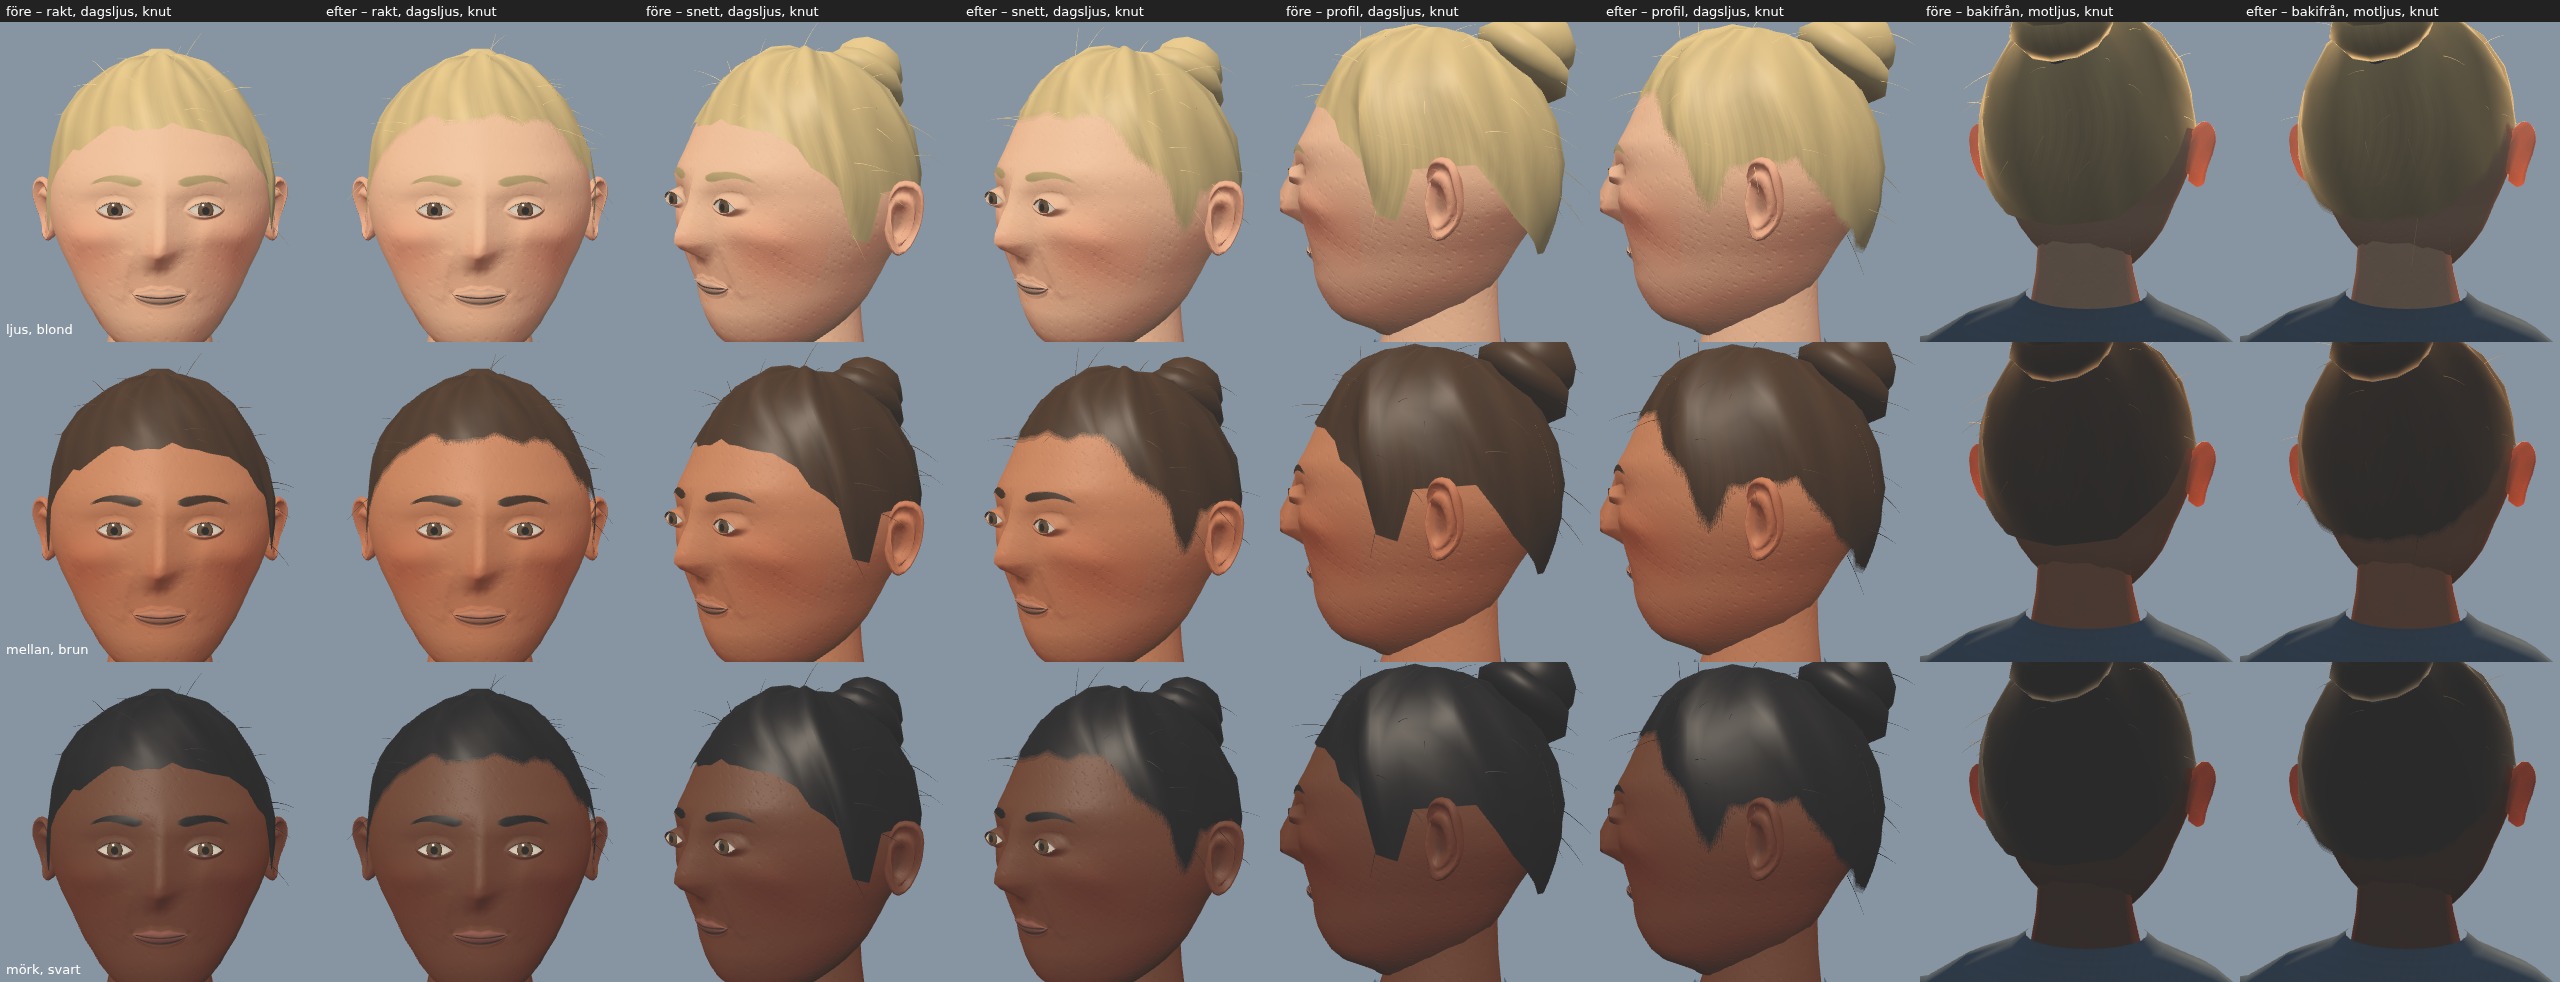 före – rakt, dagsljus, knut
efter – rakt, dagsljus, knut
före – snett, dagsljus, knut
efter – snett, dagsljus, knut
före – profil, dagsljus, knut
efter – profil, dagsljus, knut
före – bakifrån, motljus, knut
efter – bakifrån, motljus, knut
ljus, blond
mellan, brun
mörk, svart